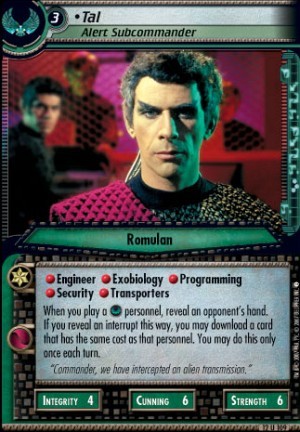 3
•Tal
Alert Subcommander
Romulan
Engineer Exobiology Programming
Security Transporters
When you play a personnel, reveal an opponent's hand.
If you reveal an interrupt this way, you may download a card
that has the same cost as that personnel. You may do this only
once each turn.
"Commander, we have intercepted an alien transmission."
INTEGRITY 4 CUNNING 6 STRENGTH 6